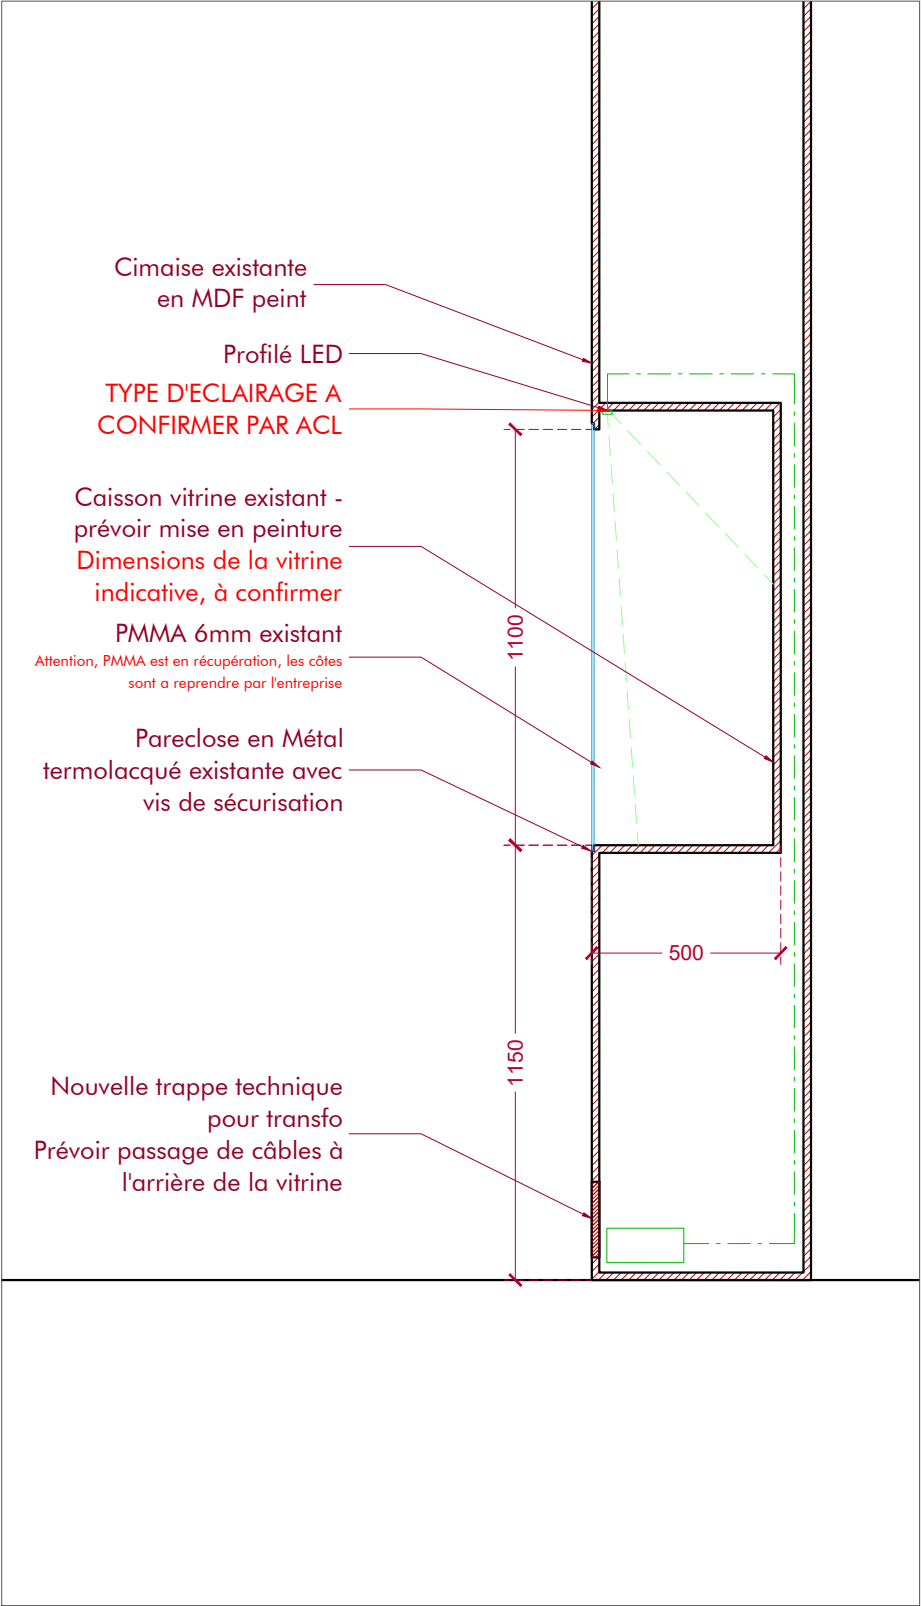 Cimaise existante
en MDF peint
Profilé LED
TYPE D'ECLAIRAGE A
CONFIRMER PAR ACL
Caisson vitrine existant -
prévoir mise en peinture
Dimensions de la vitrine
indicative, à confirmer
PMMA 6mm existant
Attention, PMMA est en récupération, les côtes
sont a reprendre par l'entreprise
Pareclose en Métal
termolacqué existante avec
vis de sécurisation
Nouvelle trappe technique
pour transfo
Prévoir passage de câbles à
l'arrière de la vitrine
1100
500
1150